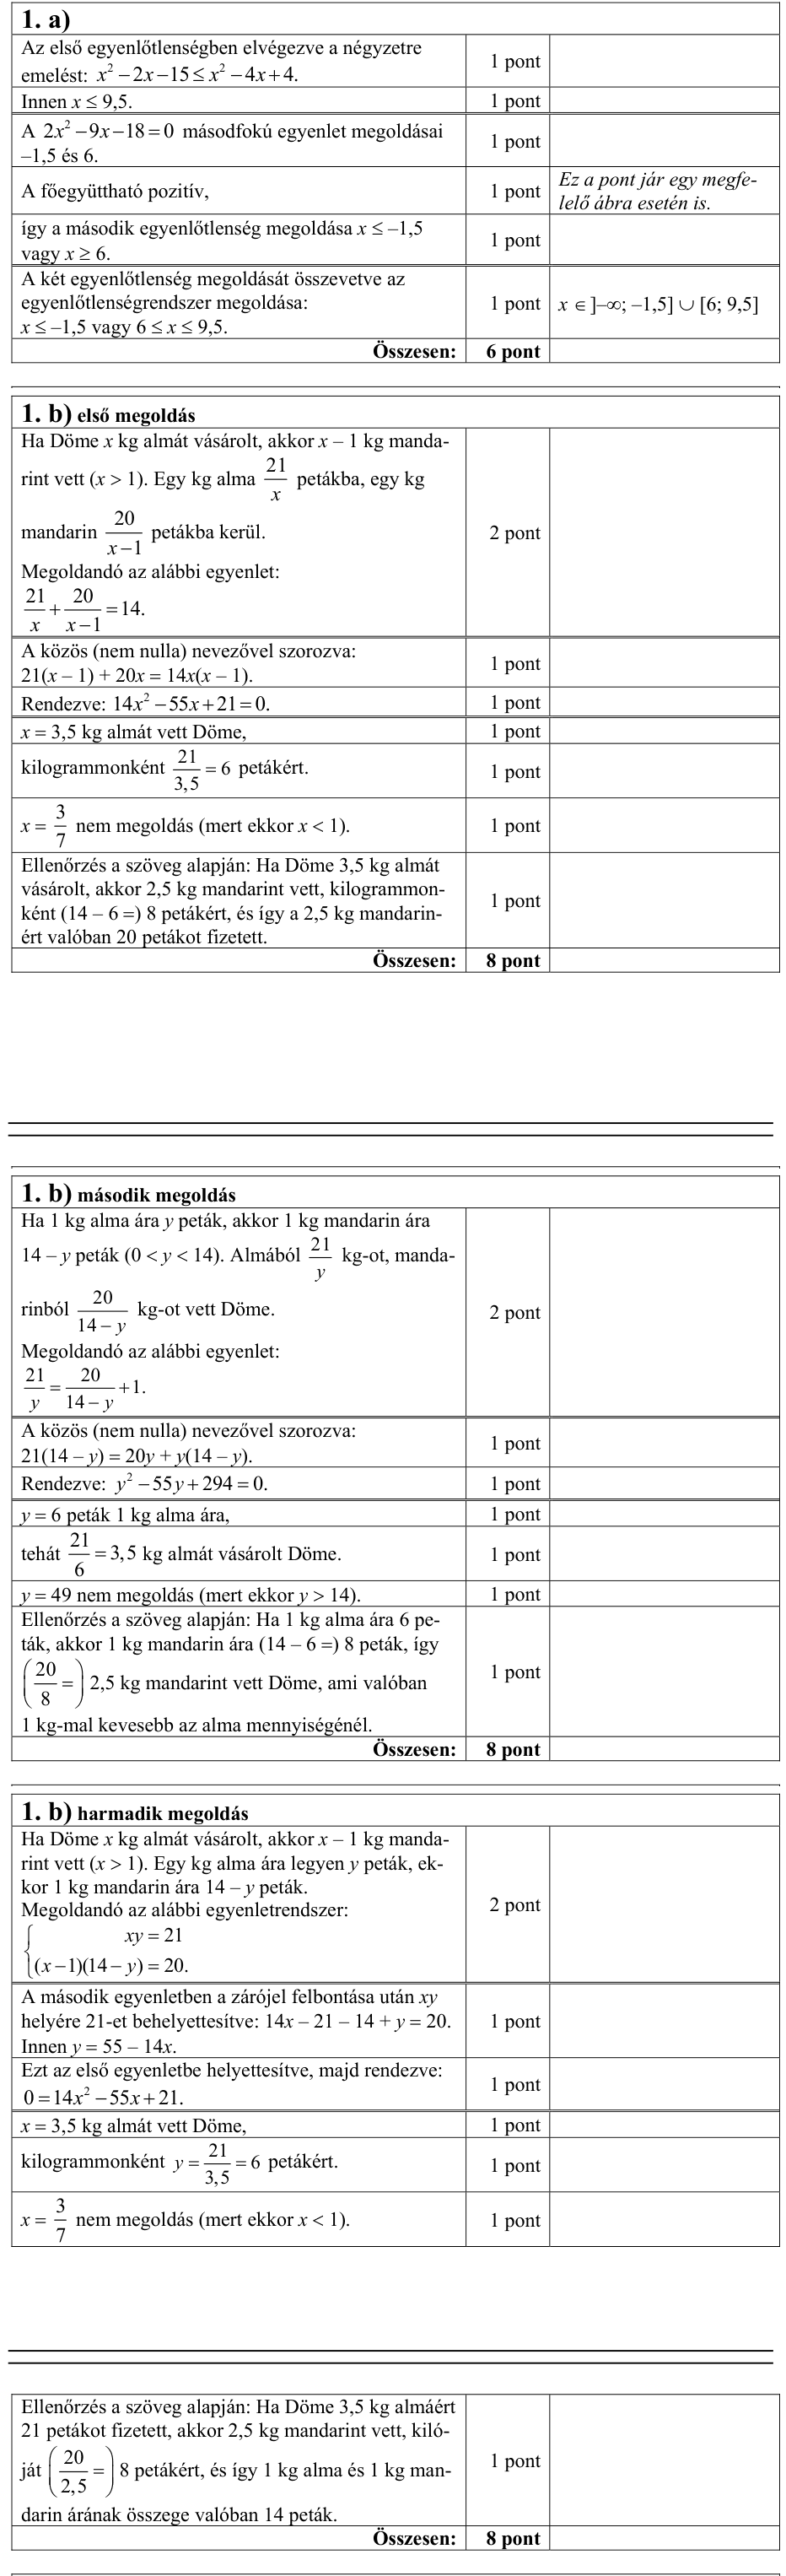 1. a)
Az első egyenlőtlenségben elvégezve a négyzetre
emelést: x² − 2x − 15 ≤ x² − 4x + 4.
1 pont
Innen x ≤ 9,5.
1 pont
A 2x² − 9x − 18 = 0 másodfokú egyenlet megoldásai
–1,5 és 6.
1 pont
A főegyüttható pozitív,
1 pont
Ez a pont jár egy megfe-
lelő ábra esetén is.
így a második egyenlőtlenség megoldása x ≤ –1,5
vagy x ≥ 6.
1 pont
A két egyenlőtlenség megoldását összevetve az
egyenlőtlenségrendszer megoldása:
x ≤ –1,5 vagy 6 ≤ x ≤ 9,5.
1 pont
x ∈ ]–∞; –1,5] ∪ [6; 9,5]
Összesen: 6 pont
1. b) első megoldás
Ha Döme x kg almát vásárolt, akkor x – 1 kg manda-
rint vett (x > 1). Egy kg alma 21/x petákba, egy kg
mandarin 20/(x−1) petákba kerül.
Megoldandó az alábbi egyenlet:
21/x + 20/(x−1) = 14.
2 pont
A közös (nem nulla) nevezővel szorozva:
21(x – 1) + 20x = 14x(x – 1).
1 pont
Rendezve: 14x² − 55x + 21 = 0.
1 pont
x = 3,5 kg almát vett Döme,
1 pont
kilogrammonként 21/3,5 = 6 petákért.
1 pont
x = 3/7 nem megoldás (mert ekkor x < 1).
1 pont
Ellenőrzés a szöveg alapján: Ha Döme 3,5 kg almát
vásárolt, akkor 2,5 kg mandarint vett, kilogrammon-
ként (14 – 6 =) 8 petákért, és így a 2,5 kg mandarin-
ért valóban 20 petákot fizetett.
1 pont
Összesen: 8 pont
1. b) második megoldás
Ha 1 kg alma ára y peták, akkor 1 kg mandarin ára
14 – y peták (0 < y < 14). Almából 21/y kg-ot, manda-
rinból 20/(14−y) kg-ot vett Döme.
Megoldandó az alábbi egyenlet:
21/y = 20/(14−y) + 1.
2 pont
A közös (nem nulla) nevezővel szorozva:
21(14 – y) = 20y + y(14 – y).
1 pont
Rendezve: y² − 55y + 294 = 0.
1 pont
y = 6 peták 1 kg alma ára,
1 pont
tehát 21/6 = 3,5 kg almát vásárolt Döme.
1 pont
y = 49 nem megoldás (mert ekkor y > 14).
1 pont
Ellenőrzés a szöveg alapján: Ha 1 kg alma ára 6 pe-
ták, akkor 1 kg mandarin ára (14 – 6 =) 8 peták, így
(20/8 =) 2,5 kg mandarint vett Döme, ami valóban
1 kg-mal kevesebb az alma mennyiségénél.
1 pont
Összesen: 8 pont
1. b) harmadik megoldás
Ha Döme x kg almát vásárolt, akkor x – 1 kg manda-
rint vett (x > 1). Egy kg alma ára legyen y peták, ek-
kor 1 kg mandarin ára 14 – y peták.
Megoldandó az alábbi egyenletrendszer:
{ xy = 21
(x−1)(14−y) = 20.
2 pont
A második egyenletben a zárójel felbontása után xy
helyére 21-et behelyettesítve: 14x – 21 – 14 + y = 20.
Innen y = 55 – 14x.
1 pont
Ezt az első egyenletbe helyettesítve, majd rendezve:
0 = 14x² − 55x + 21.
1 pont
x = 3,5 kg almát vett Döme,
1 pont
kilogrammonként y = 21/3,5 = 6 petákért.
1 pont
x = 3/7 nem megoldás (mert ekkor x < 1).
1 pont
Ellenőrzés a szöveg alapján: Ha Döme 3,5 kg almáért
21 petákot fizetett, akkor 2,5 kg mandarint vett, kiló-
ját (20/2,5 =) 8 petákért, és így 1 kg alma és 1 kg man-
darin árának összege valóban 14 peták.
1 pont
Összesen: 8 pont